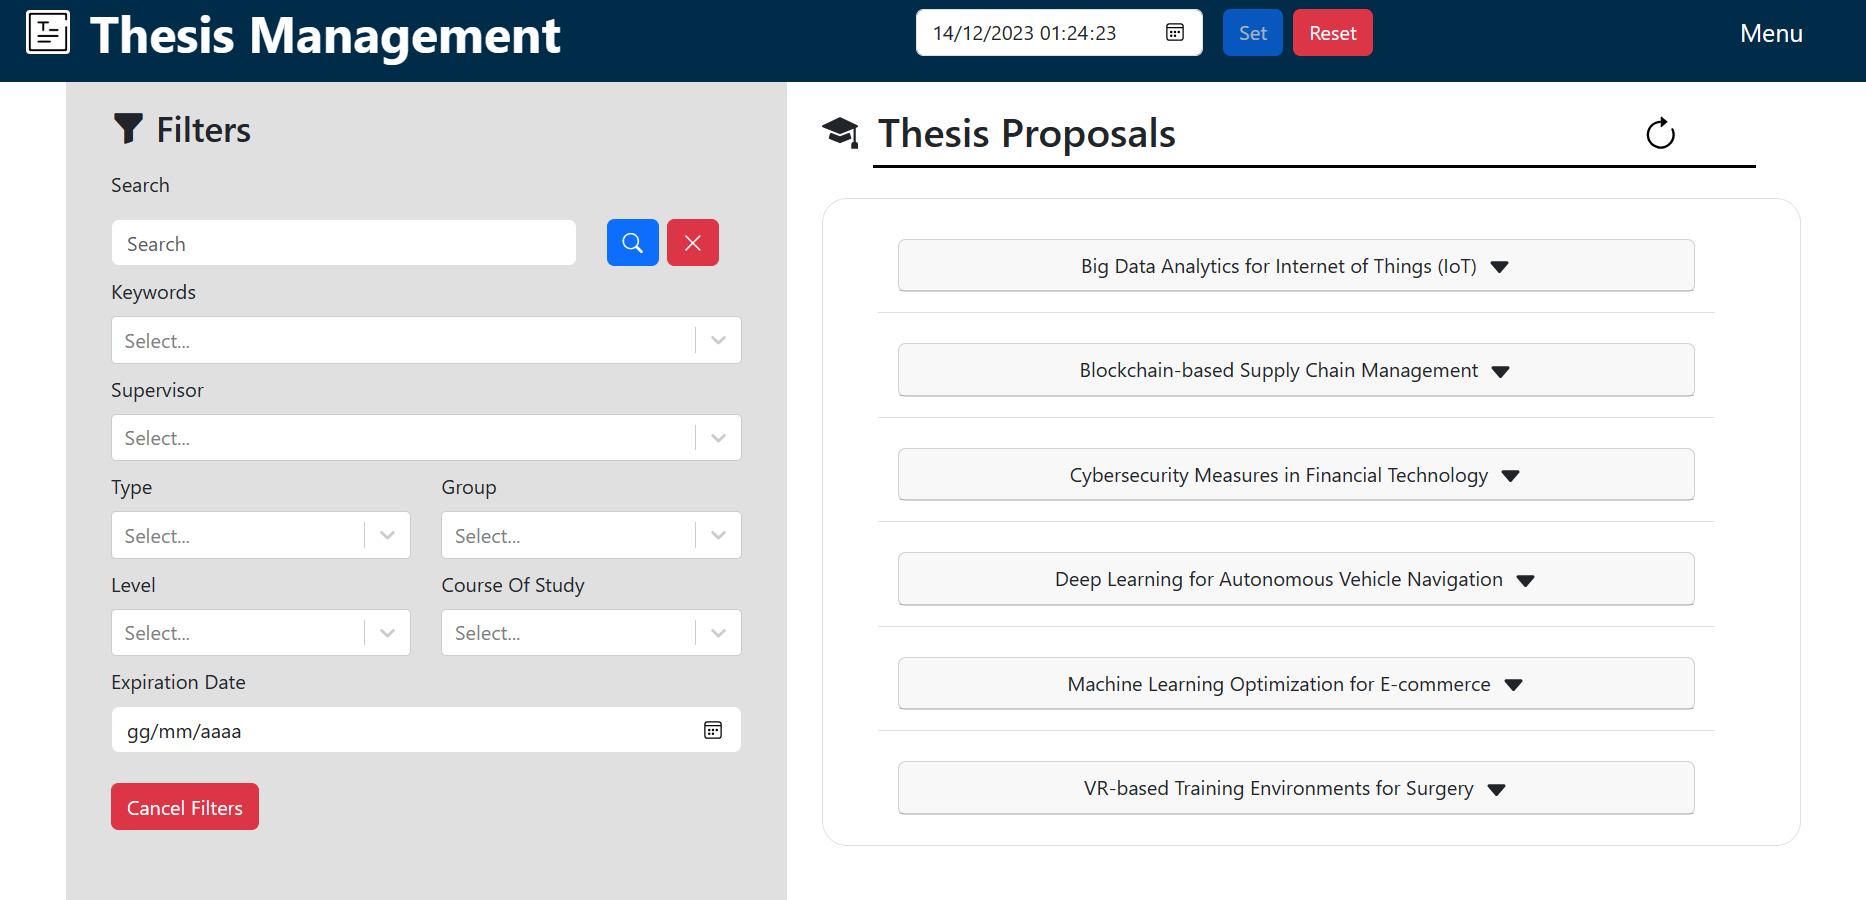 Thesis Management
14/12/2023 01:24:23
Set
Reset
Menu
Filters
Search
Search
Keywords
Select...
Supervisor
Select...
Type
Group
Select...
Select...
Level
Course Of Study
Select...
Select...
Expiration Date
gg/mm/aaaa
Cancel Filters
Thesis Proposals
Big Data Analytics for Internet of Things (IoT)
Blockchain-based Supply Chain Management
Cybersecurity Measures in Financial Technology
Deep Learning for Autonomous Vehicle Navigation
Machine Learning Optimization for E-commerce
VR-based Training Environments for Surgery